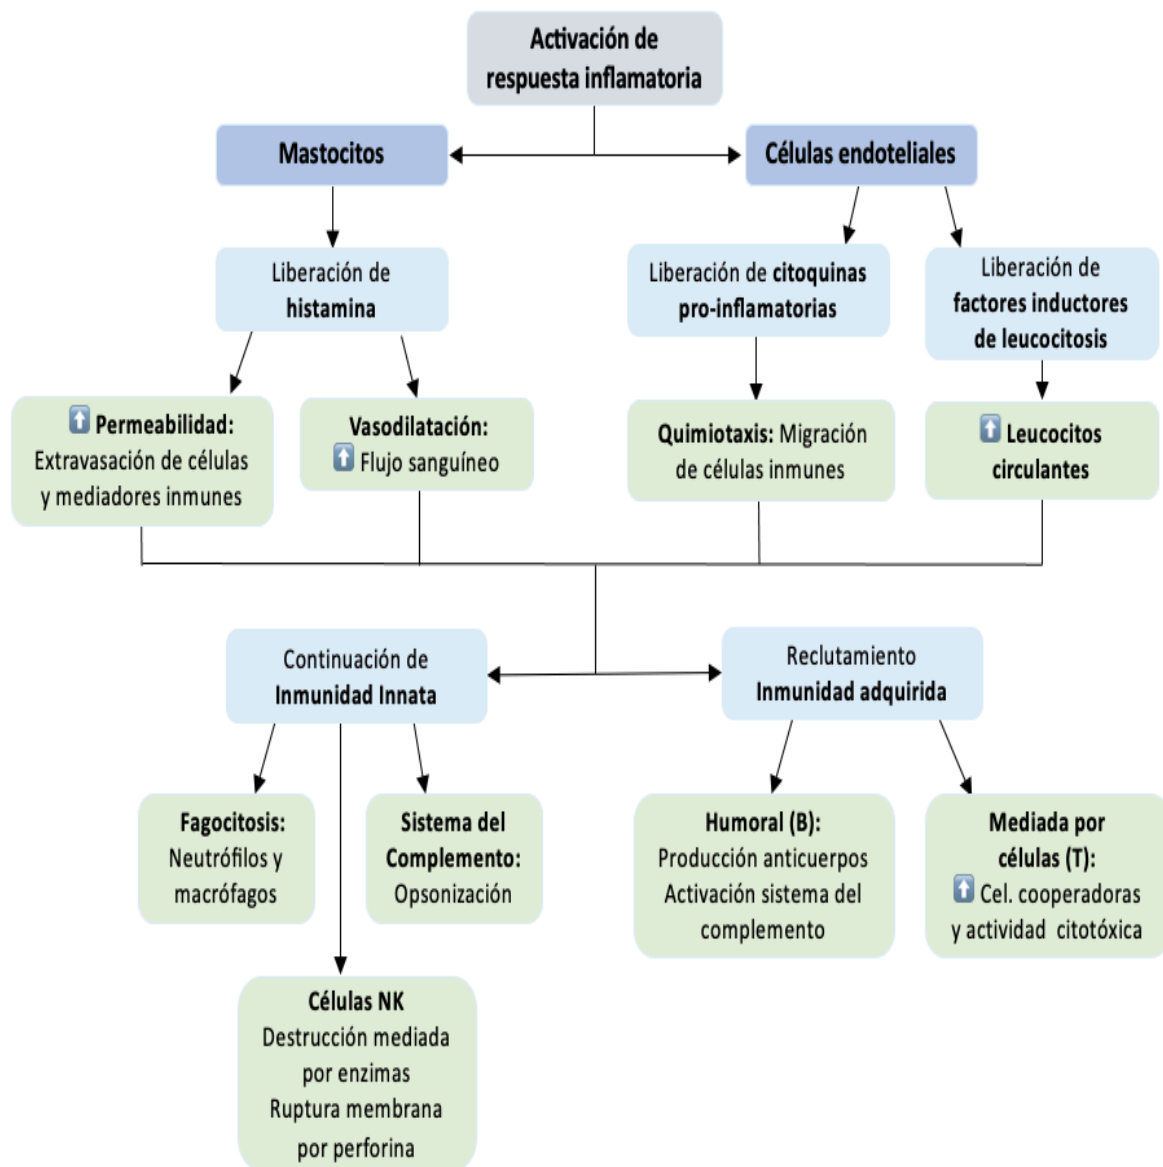 Activación de
respuesta inflamatoria
Mastocitos
Células endoteliales
Liberación de
histamina
Liberación de citoquinas
pro-inflamatorias
Liberación de
factores inductores
de leucocitosis
Permeabilidad:
Extravasación de células
y mediadores inmunes
Vasodilatación:
Flujo sanguíneo
Quimiotaxis: Migración
de células inmunes
Leucocitos
circulantes
Continuación de
Inmunidad Innata
Reclutamiento
Inmunidad adquirida
Fagocitosis:
Neutrófilos y
macrófagos
Sistema del
Complemento:
Opsonización
Humoral (B):
Producción anticuerpos
Activación sistema del
complemento
Mediada por
células (T):
Cel. cooperadoras
y actividad citotóxica
Células NK
Destrucción mediada
por enzimas
Ruptura membrana
por perforina